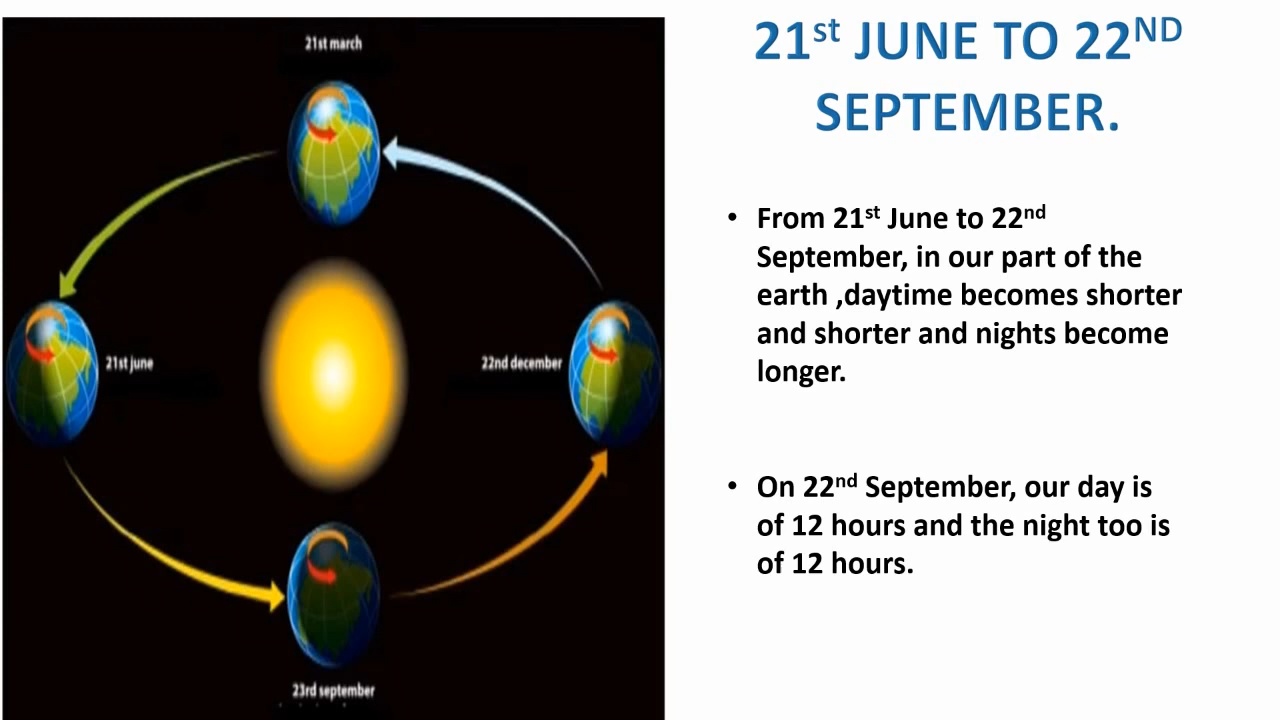 21st march
21st june
22nd december
23rd september
21st JUNE TO 22ND
SEPTEMBER.
• From 21st June to 22nd
September, in our part of the
earth ,daytime becomes shorter
and shorter and nights become
longer.
• On 22nd September, our day is
of 12 hours and the night too is
of 12 hours.